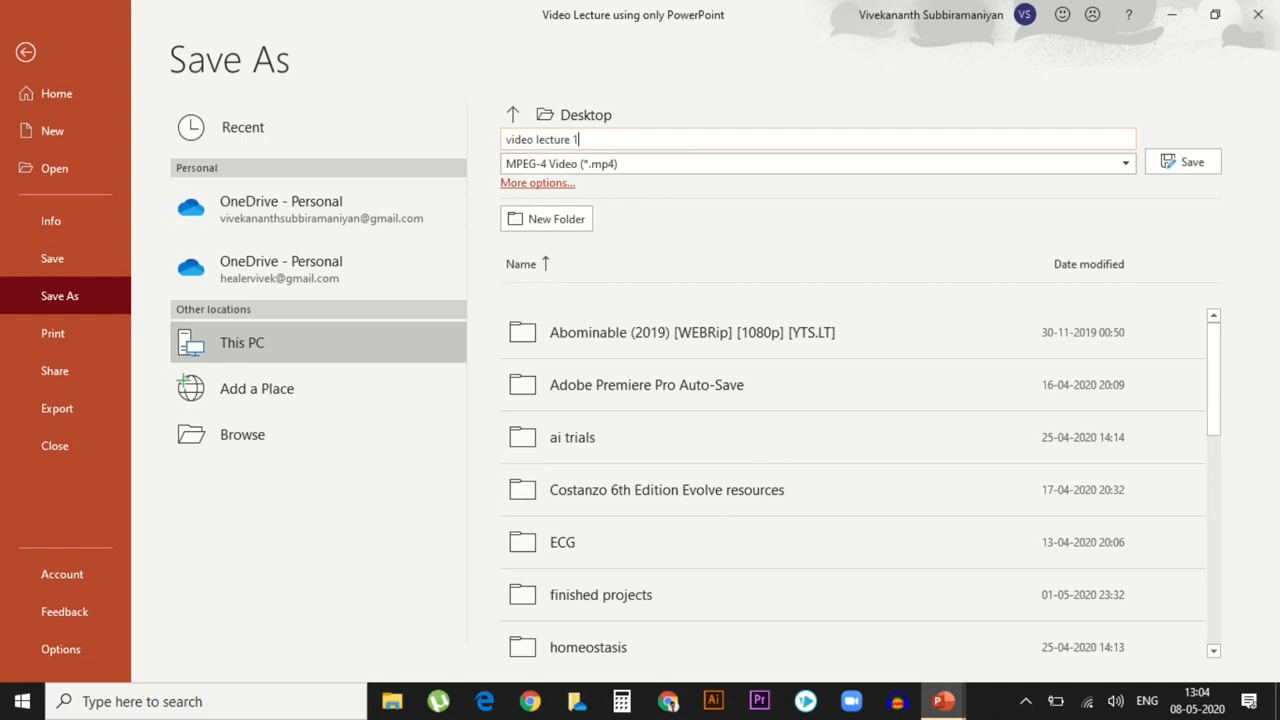 Video Lecture using only PowerPoint
Vivekananth Subbiramaniyan VS ?
Save As
Home
New
Open
Info
Save
Save As
Print
Share
Export
Close
Account
Feedback
Options
Recent
Personal
OneDrive - Personal
vivekananthsubbiramaniyan@gmail.com
OneDrive - Personal
healervivek@gmail.com
Other locations
This PC
Add a Place
Browse
Desktop
video lecture 1
MPEG-4 Video (*.mp4)
Save
More options...
New Folder
Name Date modified
Abominable (2019) [WEBRip] [1080p] [YTS.LT] 30-11-2019 00:50
Adobe Premiere Pro Auto-Save 16-04-2020 20:09
ai trials 25-04-2020 14:14
Costanzo 6th Edition Evolve resources 17-04-2020 20:32
ECG 13-04-2020 20:06
finished projects 01-05-2020 23:32
homeostasis 25-04-2020 14:13
Type here to search
Ai Pr
ENG
13:04
08-05-2020